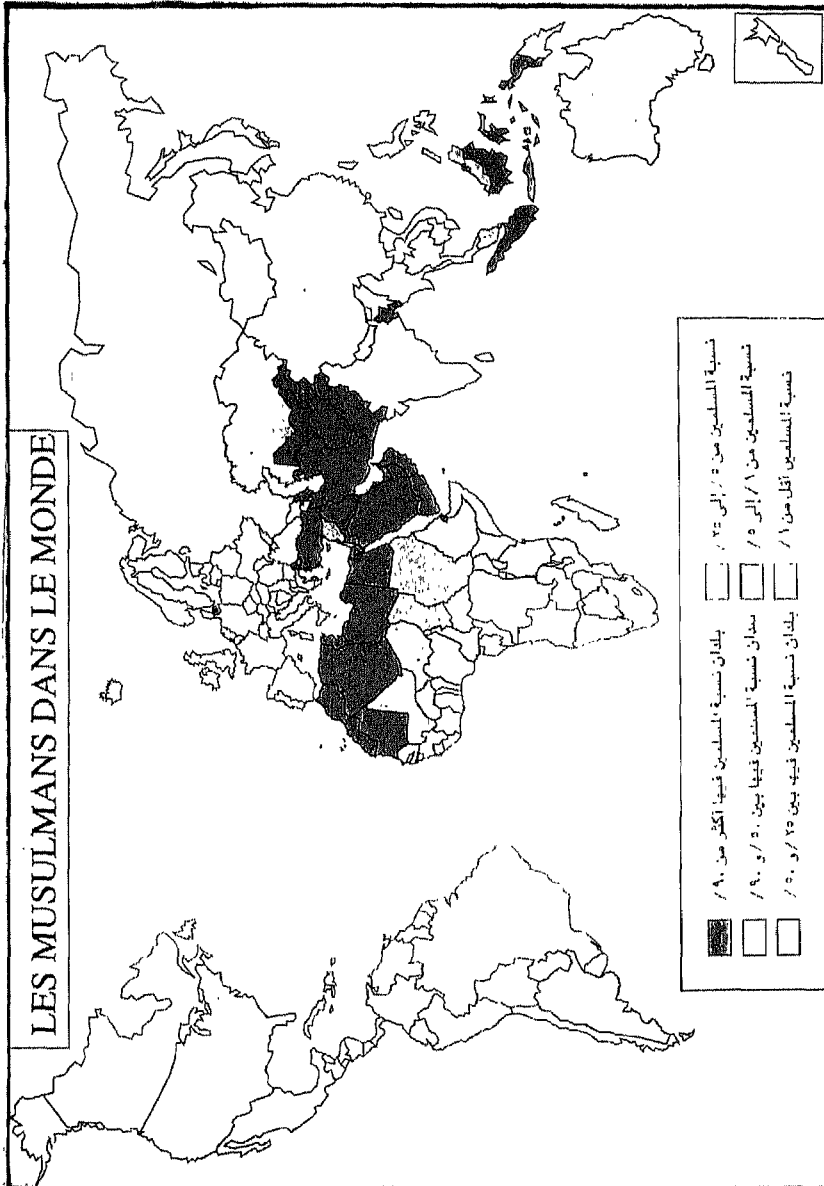 LES MUSULMANS DANS LE MONDE
بلدان نسبة المسلمين فيها أكثر من ٩٠٪
بلدان نسبة المسلمين فيها بين ٥٠٪ و ٩٠٪
بلدان نسبة المسلمين فيها بين ٢٥٪ و ٥٠٪
نسبة المسلمين من ٥٪ إلى ٢٥٪
نسبة المسلمين من ١٪ إلى ٥٪
نسبة المسلمين أقل من ١٪